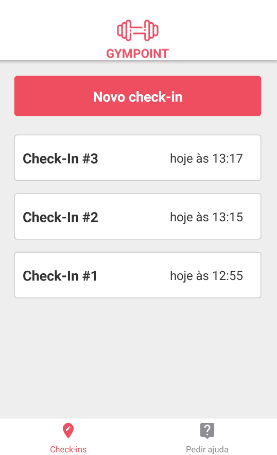 GYMPOINT
Novo check-in
Check-In #3 hoje às 13:17
Check-In #2 hoje às 13:15
Check-In #1 hoje às 12:55
Check-ins Pedir ajuda